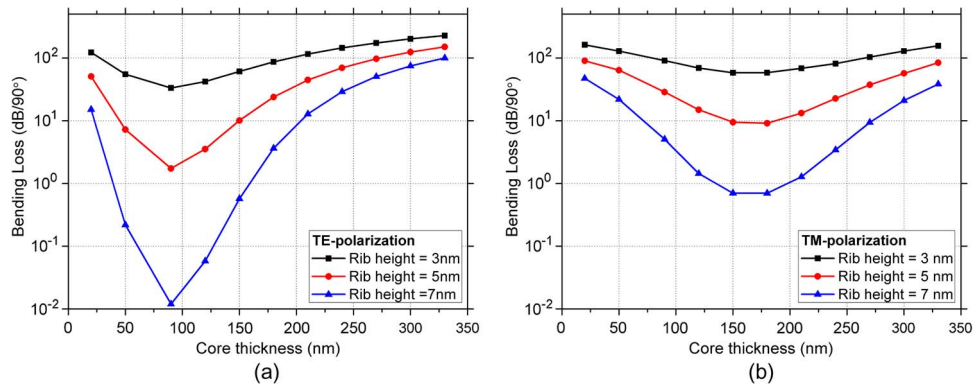 Bending Loss (dB/90°)
10²
10¹
10⁰
10⁻¹
10⁻²
TE-polarization
Rib height = 3nm
Rib height = 5nm
Rib height =7nm
0 50 100 150 200 250 300 350
Core thickness (nm)
(a)
Bending Loss (dB/90°)
10²
10¹
10⁰
10⁻¹
10⁻²
TM-polarization
Rib height = 3 nm
Rib height = 5 nm
Rib height = 7 nm
0 50 100 150 200 250 300 350
Core thickness (nm)
(b)